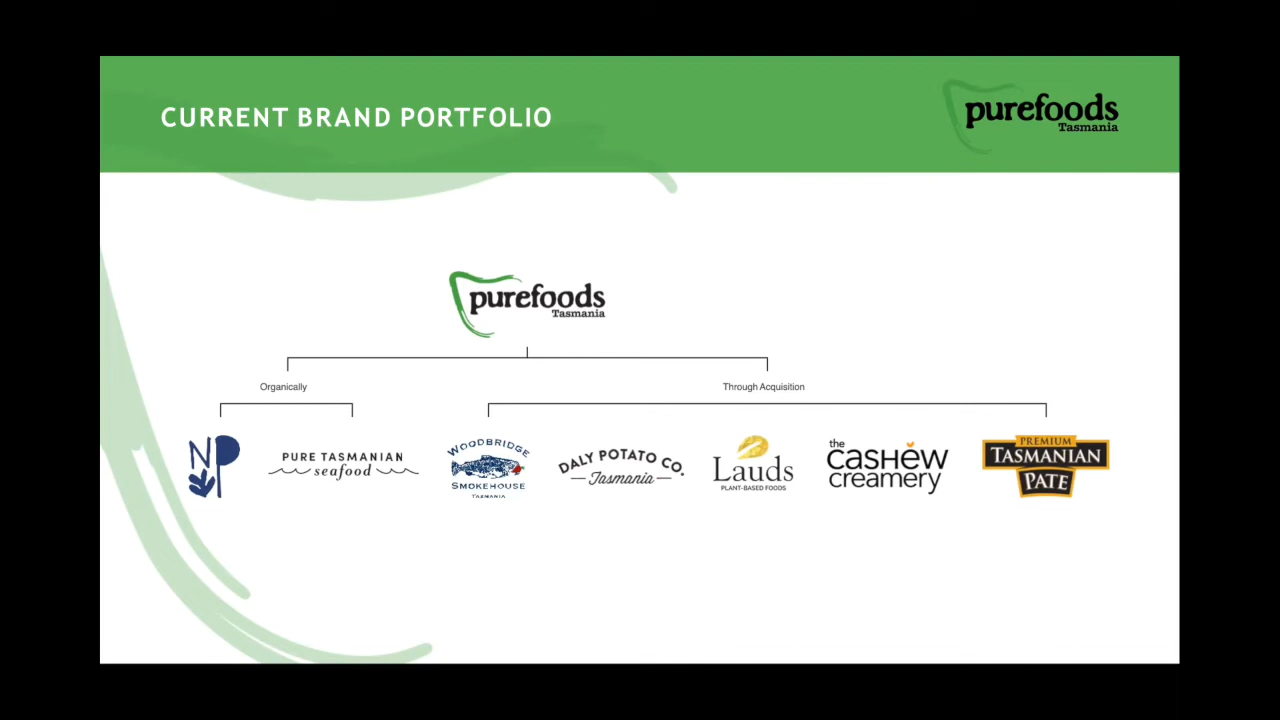 CURRENT BRAND PORTFOLIO
purefoods
Tasmania
purefoods
Tasmania
Organically
Through Acquisition
NP
PURE TASMANIAN
seafood
WOODBRIDGE
SMOKEHOUSE
TASMANIA
DALY POTATO CO.
Tasmania
Lauds
PLANT-BASED FOODS
the
cashew
creamery
PREMIUM
TASMANIAN
PATE